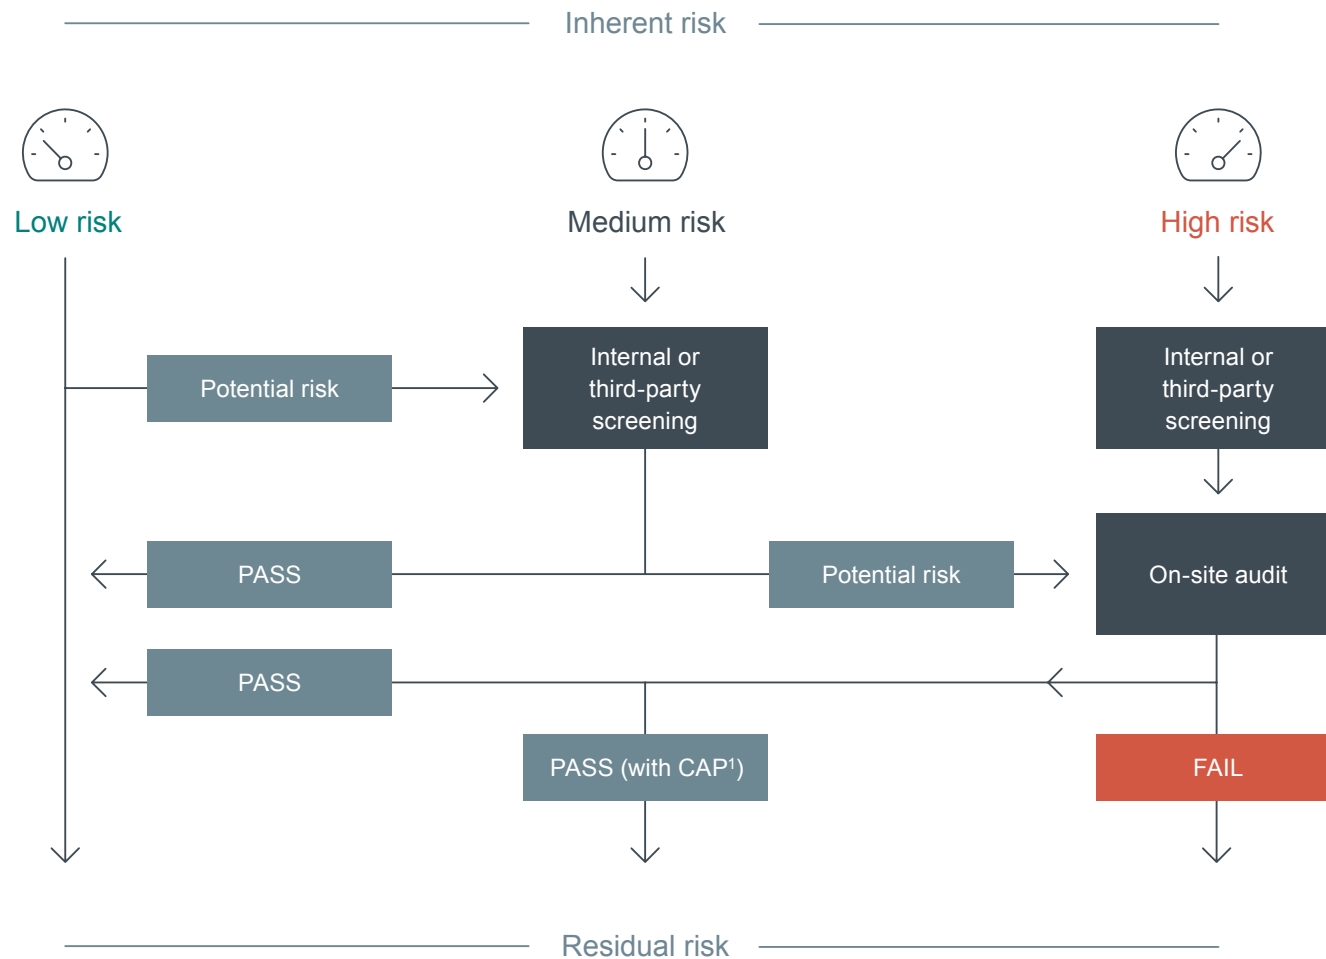 Inherent risk
Low risk
Medium risk
High risk
Potential risk
Internal or
third-party
screening
Internal or
third-party
screening
PASS
Potential risk
On-site audit
PASS
PASS (with CAP¹)
FAIL
Residual risk